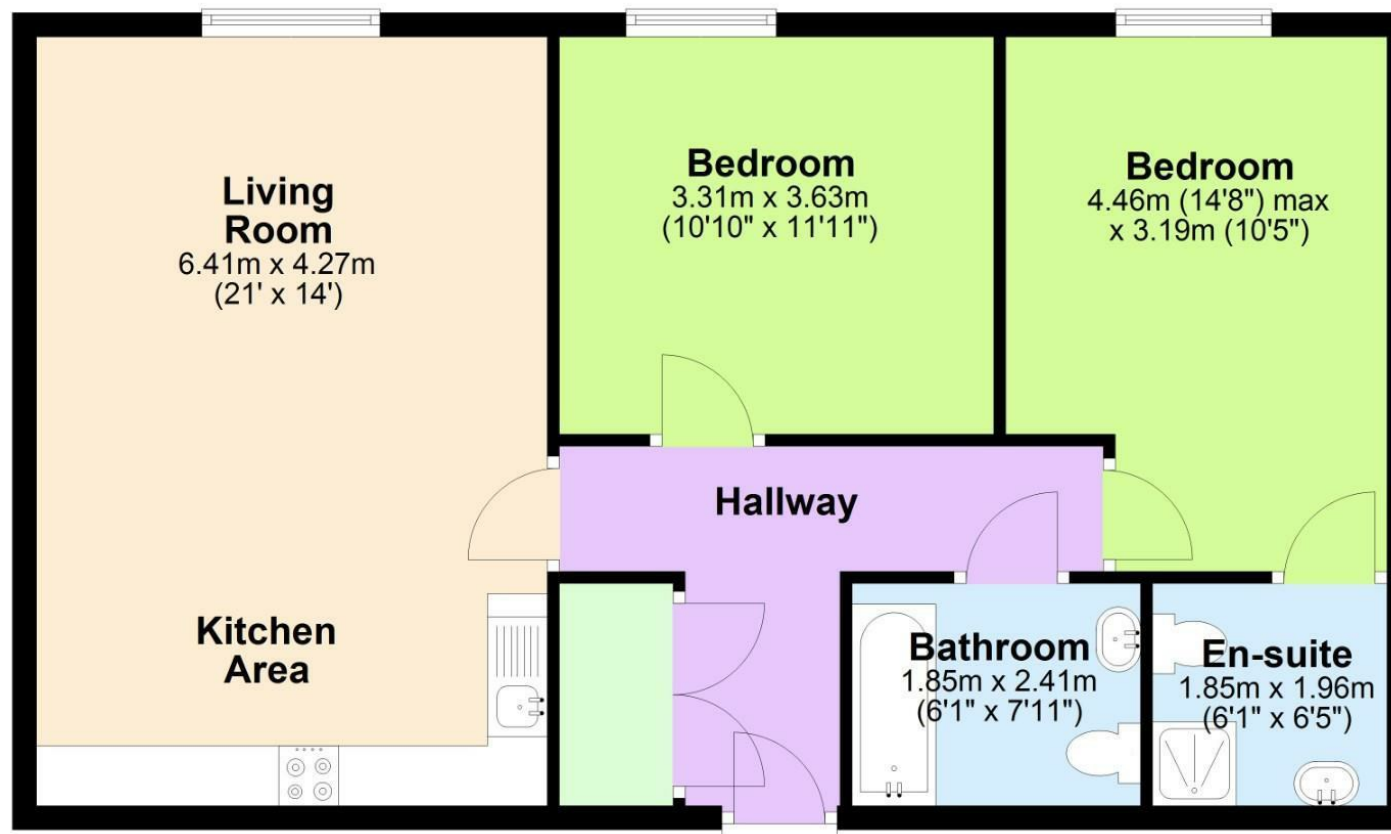 Living
Room
6.41m x 4.27m
(21' x 14')
Bedroom
3.31m x 3.63m
(10'10" x 11'11")
Bedroom
4.46m (14'8") max
x 3.19m (10'5")
Hallway
Kitchen
Area
Bathroom
1.85m x 2.41m
(6'1" x 7'11")
En-suite
1.85m x 1.96m
(6'1" x 6'5")